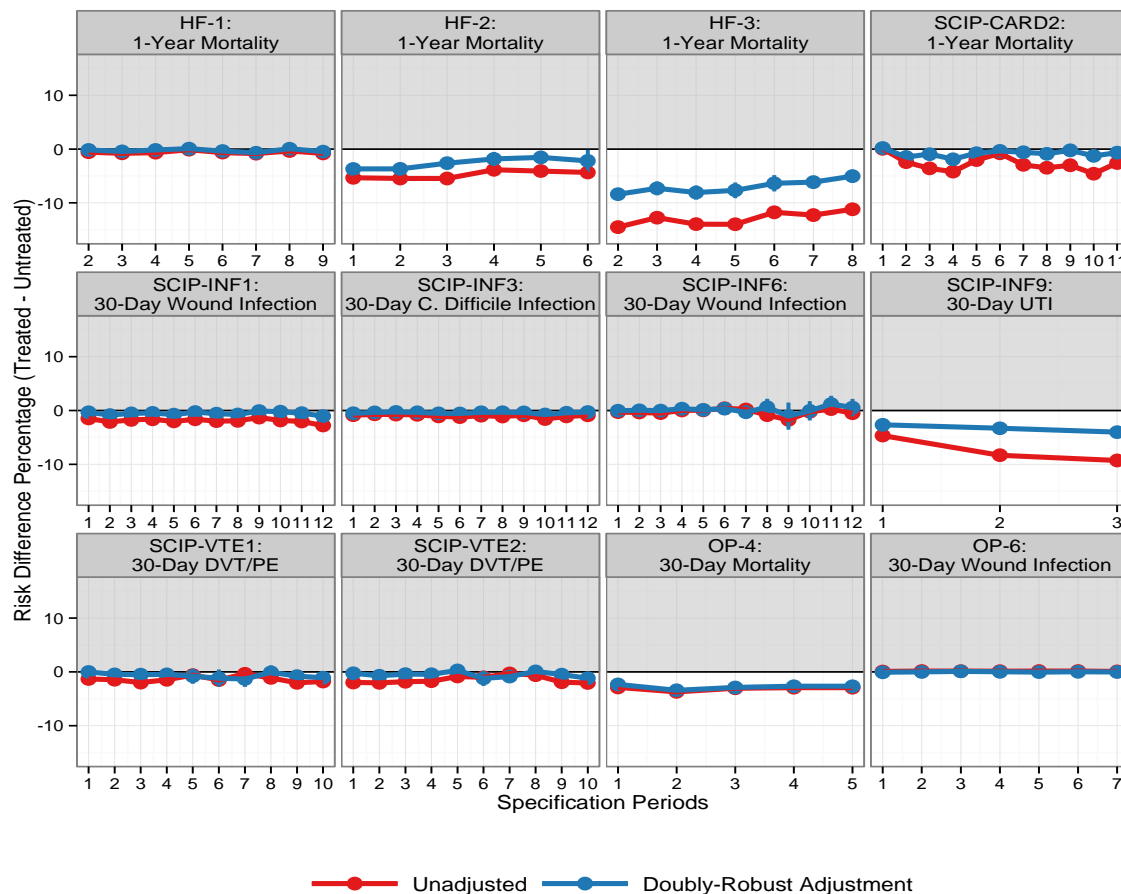 HF-1:
1-Year Mortality
HF-2:
1-Year Mortality
HF-3:
1-Year Mortality
SCIP-CARD2:
1-Year Mortality
10
0
-10
2 3 4 5 6 7 8 9
1 2 3 4 5 6
2 3 4 5 6 7 8
1 2 3 4 5 6 7 8 9 10 11
SCIP-INF1:
30-Day Wound Infection
SCIP-INF3:
30-Day C. Difficile Infection
SCIP-INF6:
30-Day Wound Infection
SCIP-INF9:
30-Day UTI
10
0
-10
1 2 3 4 5 6 7 8 9 10 11 12
1 2 3 4 5 6 7 8 9 10 11 12
1 2 3 4 5 6 7 8 9 10 11 12
1 2 3
SCIP-VTE1:
30-Day DVT/PE
SCIP-VTE2:
30-Day DVT/PE
OP-4:
30-Day Mortality
OP-6:
30-Day Wound Infection
10
0
-10
1 2 3 4 5 6 7 8 9 10
1 2 3 4 5 6 7 8 9 10
1 2 3 4 5
1 2 3 4 5 6 7
Risk Difference Percentage (Treated - Untreated)
Specification Periods
Unadjusted
Doubly-Robust Adjustment